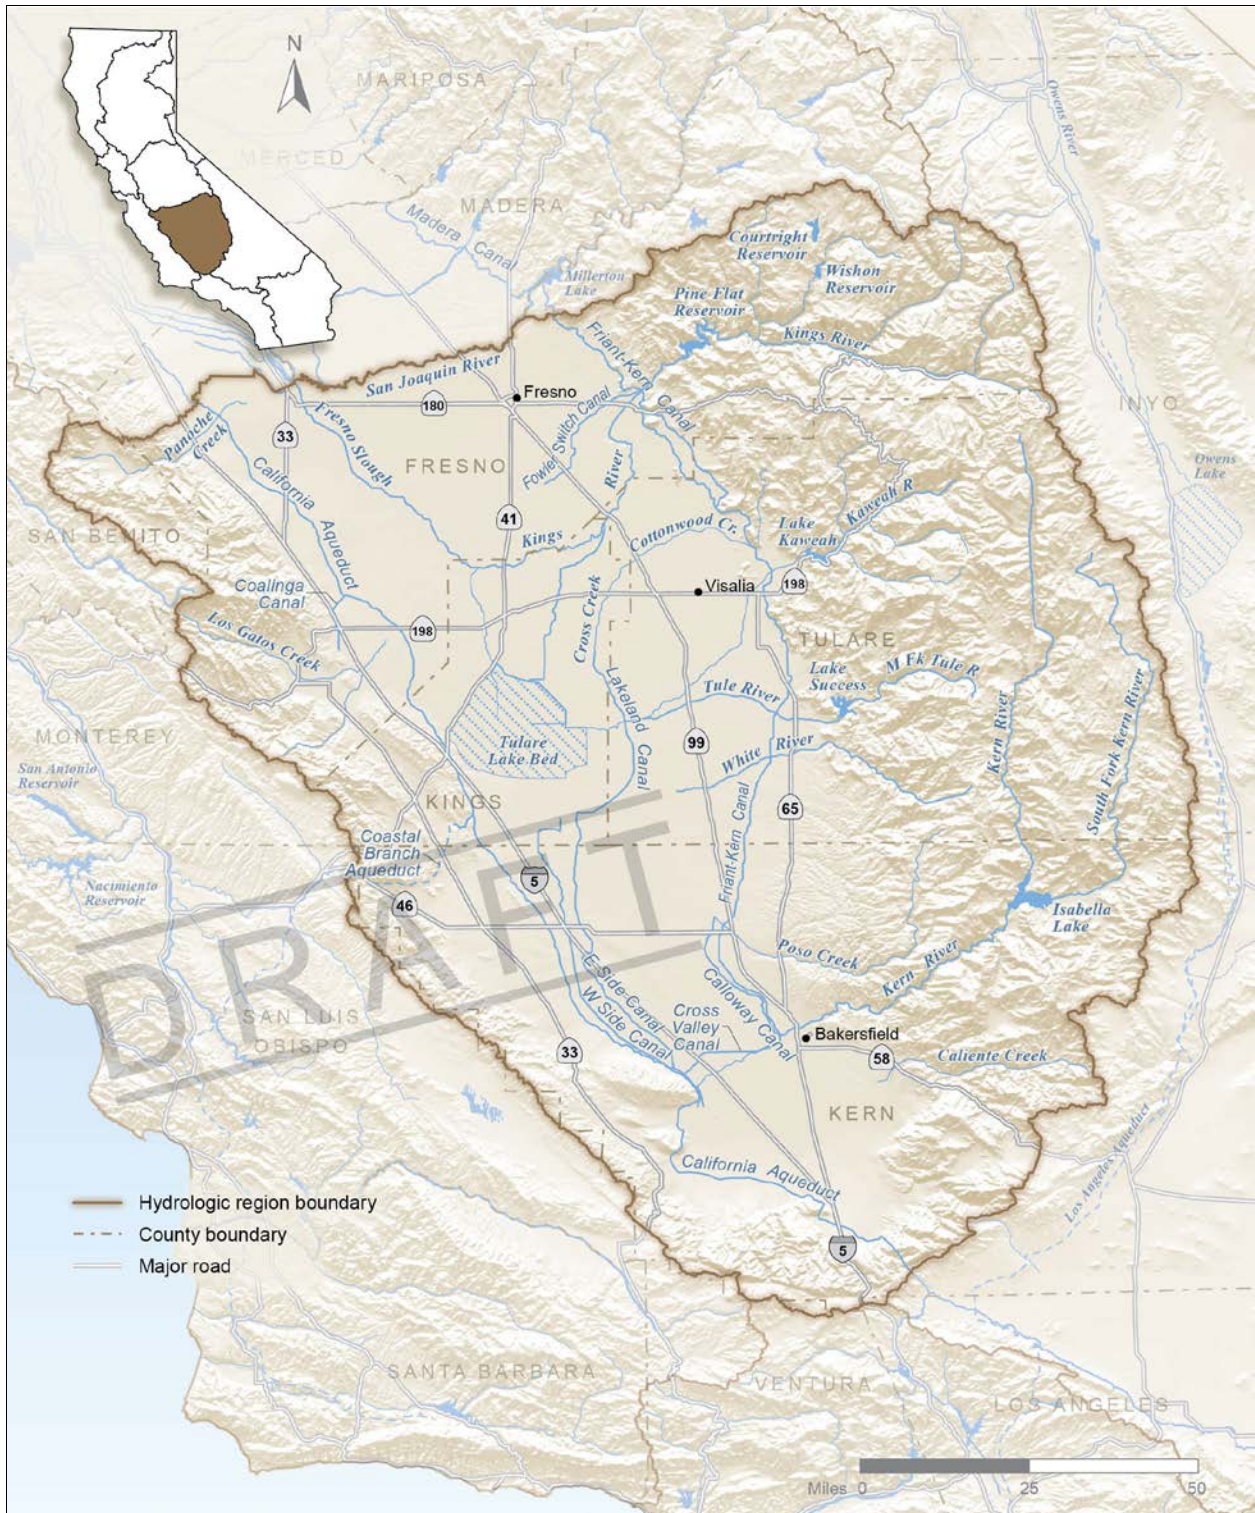 N
MARIPOSA
MERCED
MADERA
Madera Canal
Owens River
Millerton
Lake
Courtright
Reservoir
Wishon
Reservoir
Pine Flat
Reservoir
Kings River
Friant-Kern Canal
San Joaquin River
Fresno
180
33
Panoche
Creek
Fresno Slough
FRESNO
Fowler Switch Canal
River
INYO
Owens
Lake
California Aqueduct
41
Kings
Cottonwood Cr.
Lake
Kaweah
Kaweah R
SAN BENITO
Coalinga
Canal
Visalia
198
198
Los Gatos Creek
Cross Creek
TULARE
Lake
Success
M Fk Tule R
Tule River
Lakeland Canal
Kern River
South Fork Kern River
MONTEREY
San Antonio
Reservoir
Tulare
Lake Bed
99
White River
KINGS
65
Friant-Kern Canal
Coastal
Branch
Aqueduct
5
Nacimiento
Reservoir
46
Isabella
Lake
DRAFT
Poso Creek
Kern River
E Side Canal
W Side Canal
Calloway Canal
Cross
Valley
Canal
SAN LUIS
OBISPO
33
Bakersfield
58
Caliente Creek
KERN
California Aqueduct
Los Angeles Aqueduct
Hydrologic region boundary
County boundary
Major road
5
SANTA BARBARA
VENTURA
LOS ANGELES
Miles 0 25 50